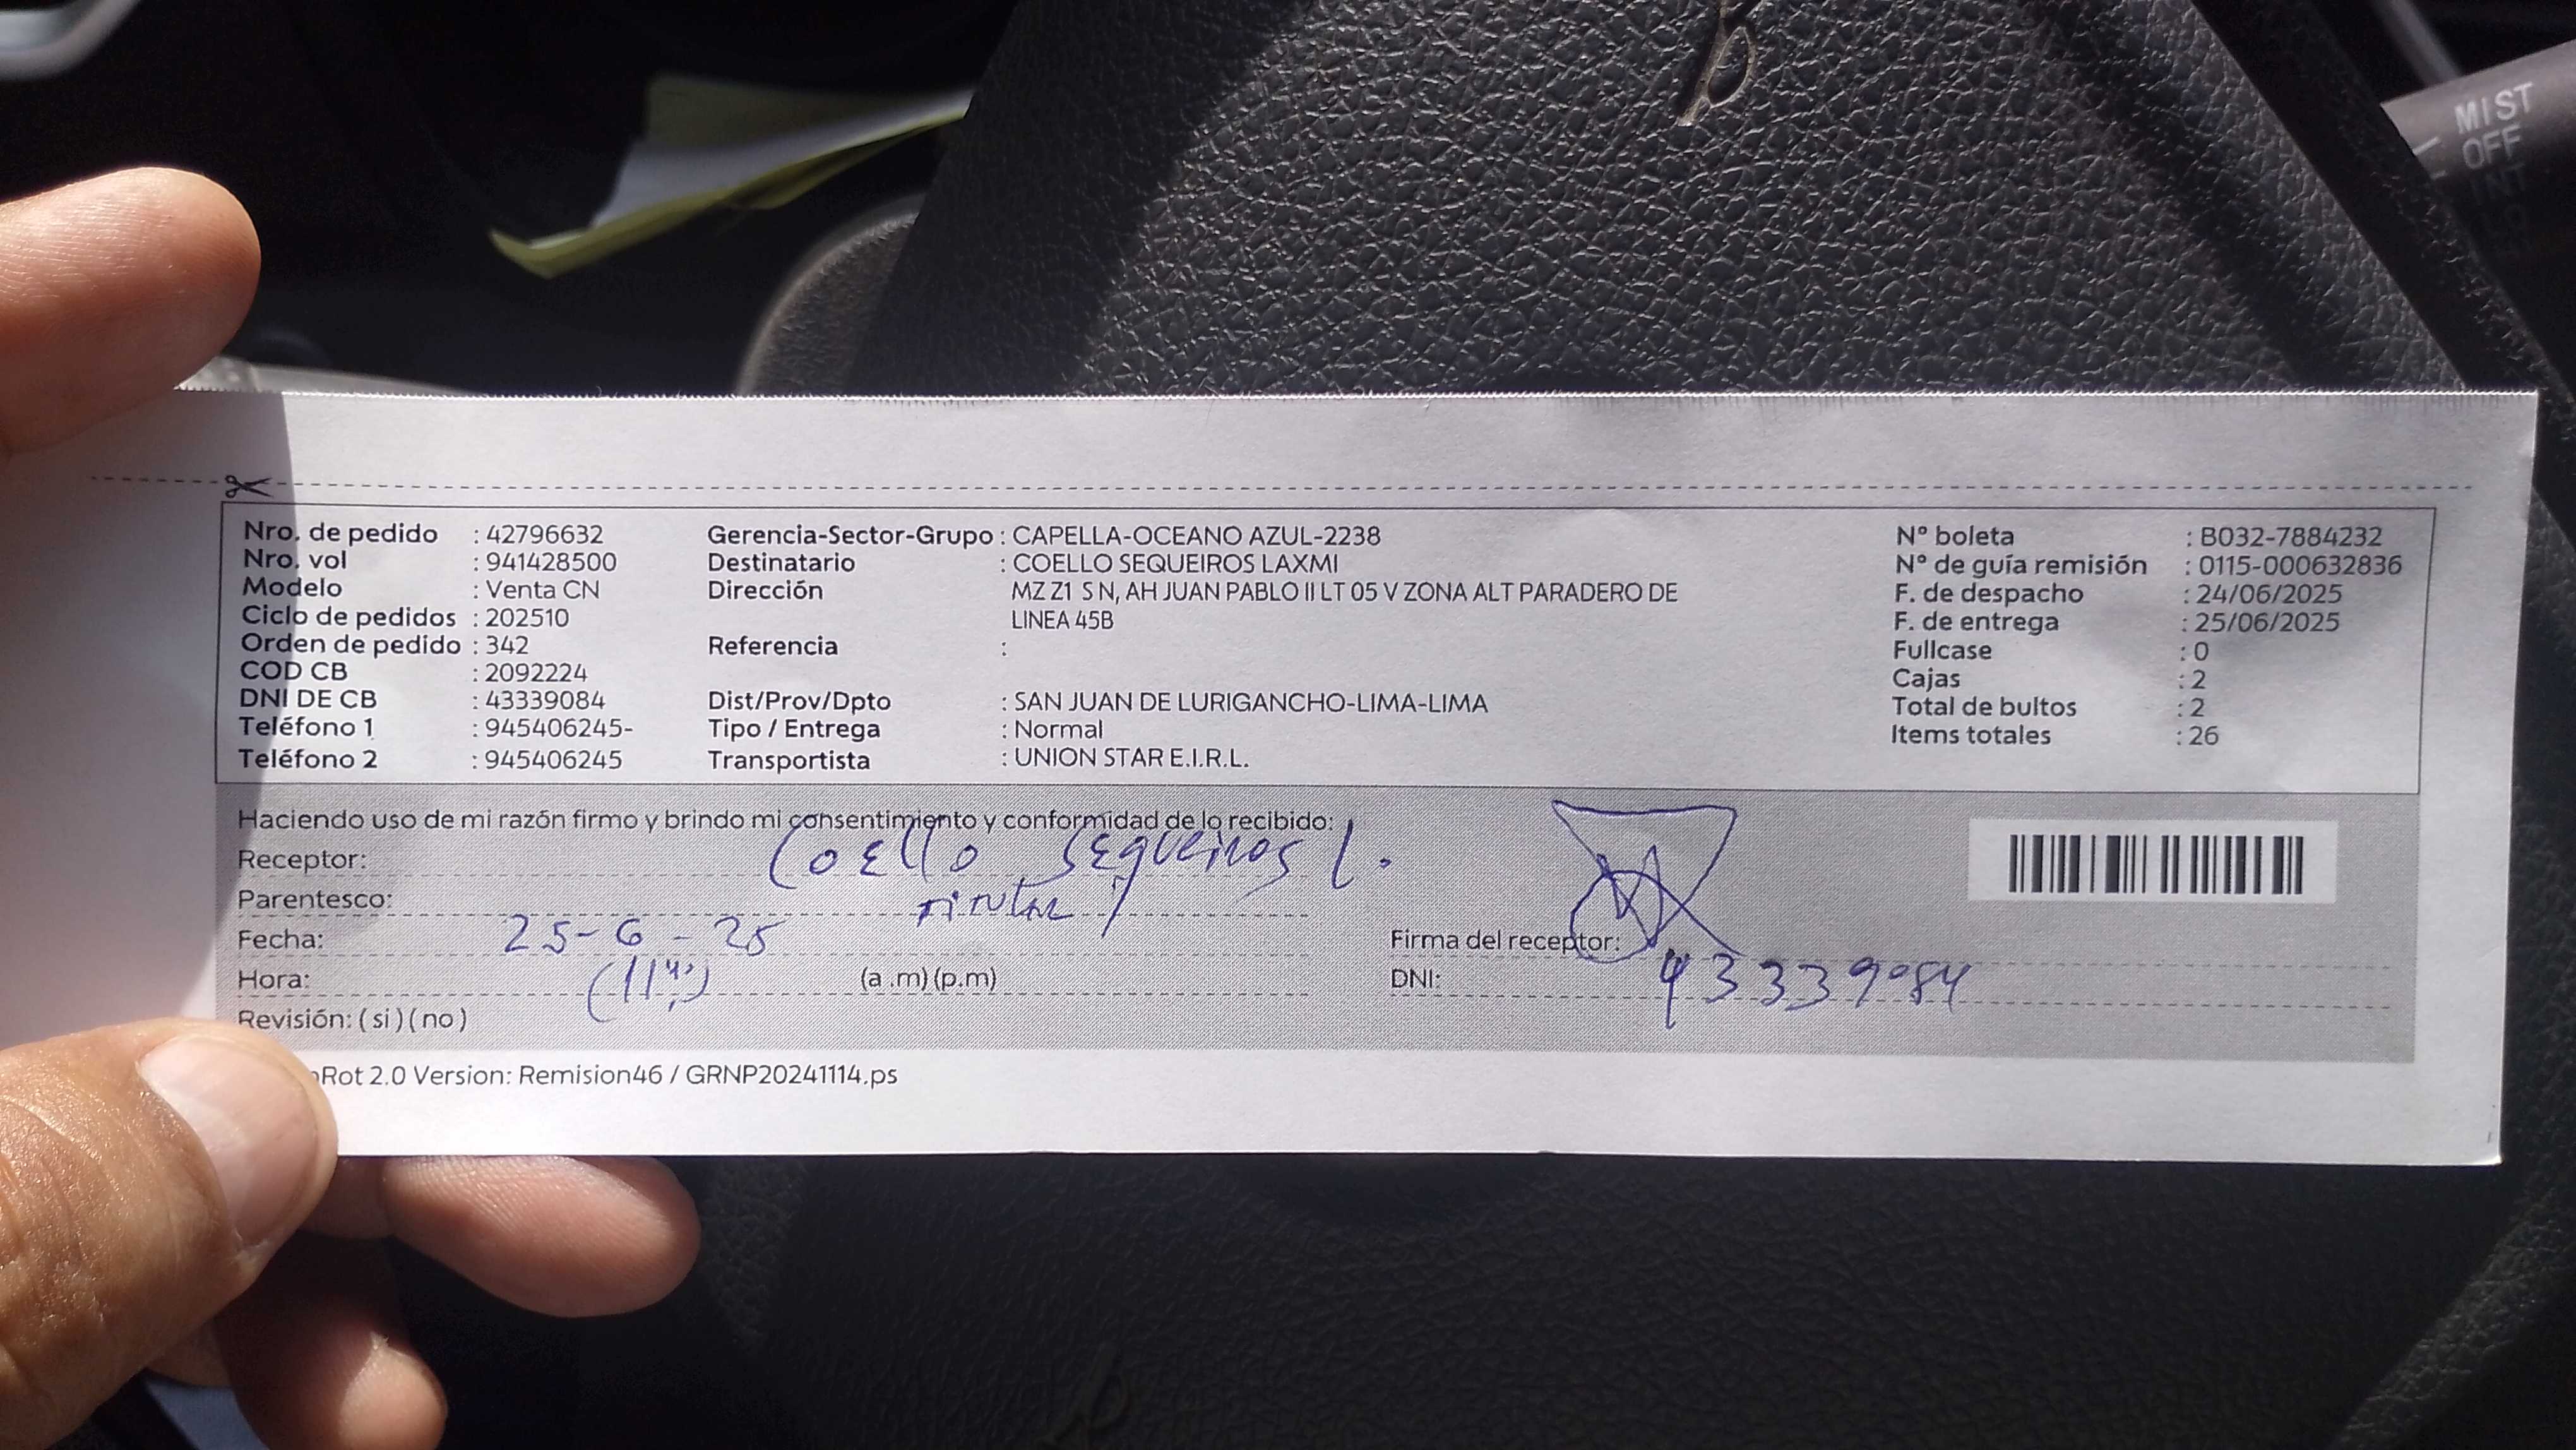 MIST
OFF
INT
Nro. de pedido : 42796632
Nro. vol : 941428500
Modelo : Venta CN
Ciclo de pedidos : 202510
Orden de pedido : 342
COD CB : 2092224
DNI DE CB : 43339084
Teléfono 1 : 945406245-
Teléfono 2 : 945406245
Gerencia-Sector-Grupo : CAPELLA-OCEANO AZUL-2238
Destinatario : COELLO SEQUEIROS LAXMI
Dirección MZ Z1 S N, AH JUAN PABLO II LT 05 V ZONA ALT PARADERO DE
LINEA 45B
Referencia :
Dist/Prov/Dpto : SAN JUAN DE LURIGANCHO-LIMA-LIMA
Tipo / Entrega : Normal
Transportista : UNION STAR E.I.R.L.
N° boleta : B032-7884232
N° de guía remisión : 0115-000632836
F. de despacho : 24/06/2025
F. de entrega : 25/06/2025
Fullcase : 0
Cajas : 2
Total de bultos : 2
Items totales : 26
Haciendo uso de mi razón firmo y brindo mi consentimiento y conformidad de lo recibido:
Receptor: Coello Sequeiros L.
Parentesco: titular
Fecha: 25-6-25
Hora: (a .m) (p.m)
Revisión: ( si ) ( no )
Firma del receptor:
DNI: 43339084
Rot 2.0 Version: Remision46 / GRNP20241114.ps